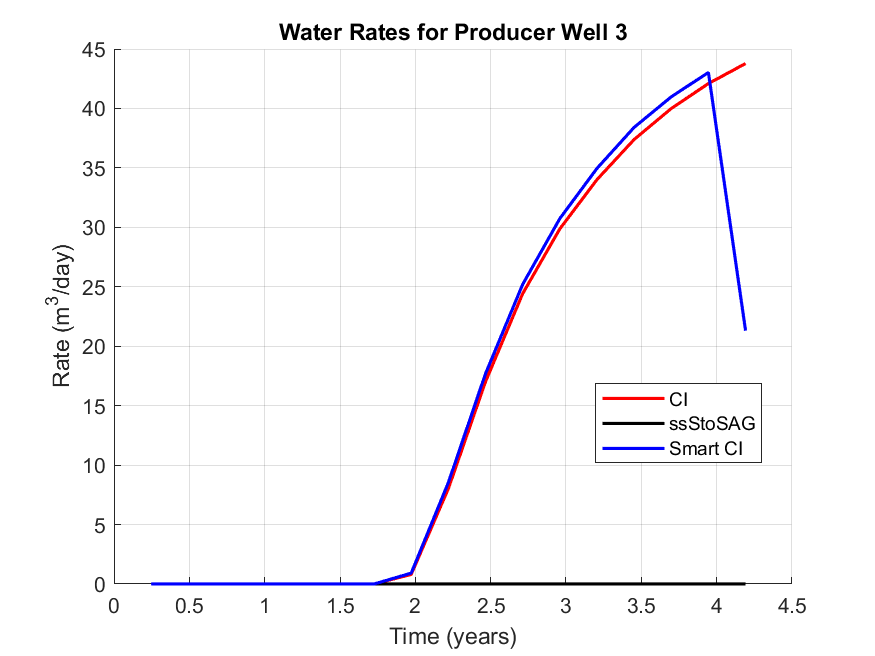 Water Rates for Producer Well 3
45
40
35
30
25
20
15
10
5
0
Rate (m³/day)
CI
ssStoSAG
Smart CI
0 0.5 1 1.5 2 2.5 3 3.5 4 4.5
Time (years)